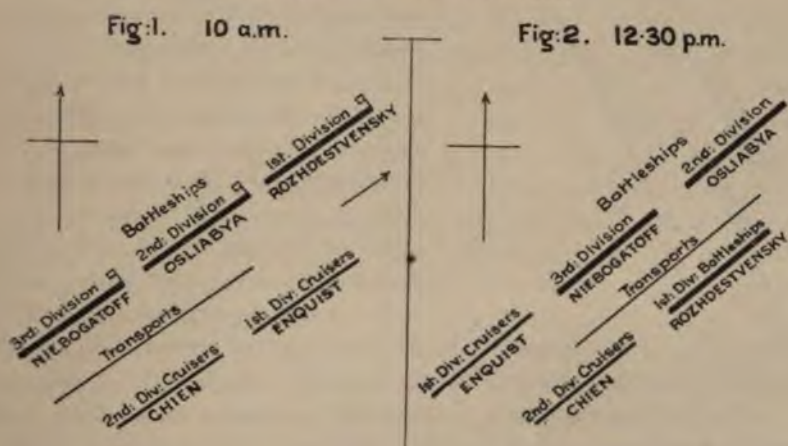 Fig:1. 10 a.m.
1st: Division
ROZHDESTVENSKY
Battleships
2nd: Division
OSLIABYA
3rd: Division
NIEBOGATOFF
Transports
1st: Div: Cruisers
ENQUIST
2nd: Div: Cruisers
CHIEN
Fig:2. 12·30 p.m.
2nd: Division
OSLIABYA
Battleships
3rd: Division
NIEBOGATOFF
Transports
1st: Div: Battleships
ROZHDESTVENSKY
1st: Div: Cruisers
ENQUIST
2nd: Div: Cruisers
CHIEN